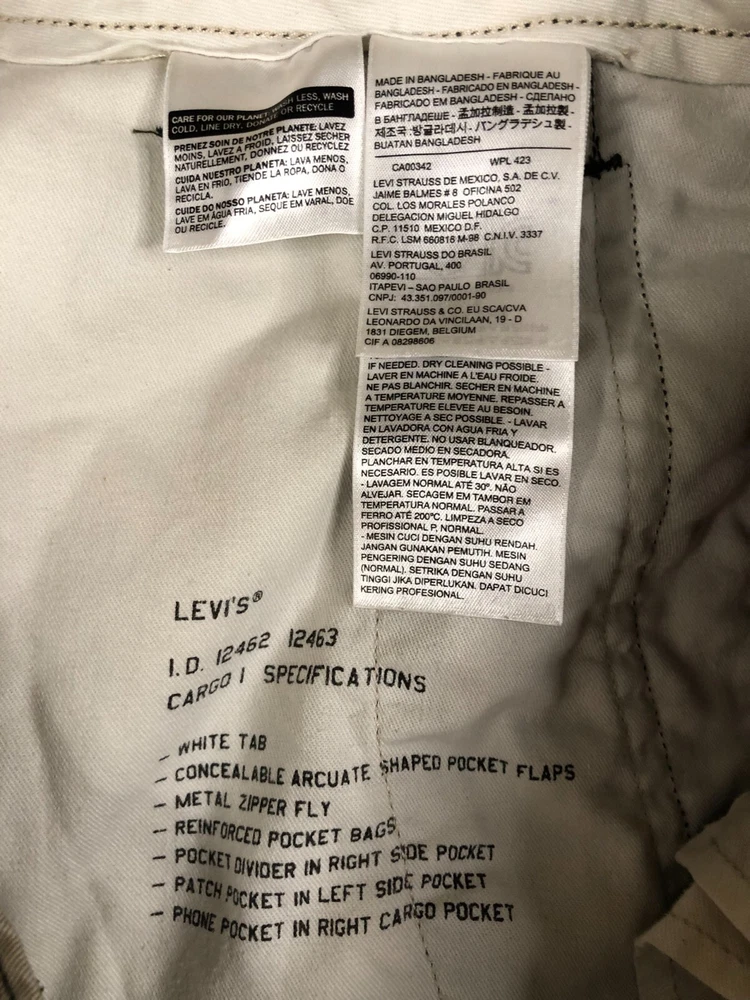 CARE FOR OUR PLANET: WASH LESS, WASH
COLD, LINE DRY, DONATE OR RECYCLE
PRENEZ SOIN DE NOTRE PLANETE: LAVEZ
MOINS, LAVEZ A FROID, LAISSEZ SECHER
NATURELLEMENT, DONNEZ OU RECYCLEZ
CUIDA NUESTRO PLANETA: LAVA MENOS,
LAVA EN FRIO, TIENDE LA ROPA, DONA O
RECICLA.
CUIDE DO NOSSO PLANETA: LAVE MENOS,
LAVE EM ÁGUA FRIA, SEQUE EM VARAL, DOE
OU RECICLE.
MADE IN BANGLADESH - FABRIQUE AU
BANGLADESH - FABRICADO EN BANGLADESH -
FABRICADO EM BANGLADESH - СДЕЛАНО
В БАНГЛАДЕШЕ - 孟加拉制造 - 孟加拉製 -
제조국 :방글라데시 - バングラデシュ製 -
BUATAN BANGLADESH
CA00342 WPL 423
LEVI STRAUSS DE MEXICO, S.A. DE C.V.
JAIME BALMES # 8 OFICINA 502
COL. LOS MORALES POLANCO
DELEGACION MIGUEL HIDALGO
C.P. 11510 MEXICO D.F.
R.F.C. LSM 660816 M-98 C.N.I.V. 3337
LEVI STRAUSS DO BRASIL
AV. PORTUGAL, 400
06990-110
ITAPEVI – SAO PAULO BRASIL
CNPJ: 43.351.097/0001-90
LEVI STRAUSS & CO. EU SCA/CVA
LEONARDO DA VINCILAAN, 19 - D
1831 DIEGEM, BELGIUM
CIF A 08298606
IF NEEDED. DRY CLEANING POSSIBLE -
LAVER EN MACHINE A L'EAU FROIDE.
NE PAS BLANCHIR. SECHER EN MACHINE
A TEMPERATURE MOYENNE. REPASSER A
TEMPERATURE ELEVEE AU BESOIN.
NETTOYAGE A SEC POSSIBLE. - LAVAR
EN LAVADORA CON AGUA FRIA Y
DETERGENTE. NO USAR BLANQUEADOR.
SECADO MEDIO EN SECADORA.
PLANCHAR EN TEMPERATURA ALTA SI ES
NECESARIO. ES POSIBLE LAVAR EN SECO.
- LAVAGEM NORMAL ATÉ 30º. NÃO
ALVEJAR. SECAGEM EM TAMBOR EM
TEMPERATURA NORMAL. PASSAR A
FERRO ATÉ 200ºC. LIMPEZA A SECO
PROFISSIONAL P, NORMAL.
- MESIN CUCI DENGAN SUHU RENDAH.
JANGAN GUNAKAN PEMUTIH. MESIN
PENGERING DENGAN SUHU SEDANG
(NORMAL). SETRIKA DENGAN SUHU
TINGGI JIKA DIPERLUKAN. DAPAT DICUCI
KERING PROFESIONAL.
LEVI'S®
I.D. 12462 12463
CARGO I SPECIFICATIONS
– WHITE TAB
– CONCEALABLE ARCUATE SHAPED POCKET FLAPS
– METAL ZIPPER FLY
– REINFORCED POCKET BAGS
– POCKET DIVIDER IN RIGHT SIDE POCKET
– PATCH POCKET IN LEFT SIDE POCKET
– PHONE POCKET IN RIGHT CARGO POCKET